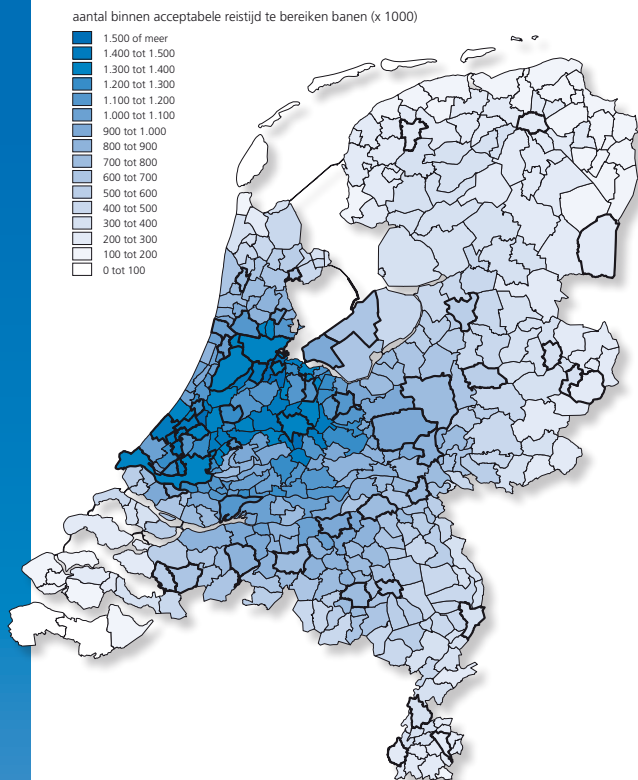 aantal binnen acceptabele reistijd te bereiken banen (x 1000)
1.500 of meer
1.400 tot 1.500
1.300 tot 1.400
1.200 tot 1.300
1.100 tot 1.200
1.000 tot 1.100
900 tot 1.000
800 tot 900
700 tot 800
600 tot 700
500 tot 600
400 tot 500
300 tot 400
200 tot 300
100 tot 200
0 tot 100